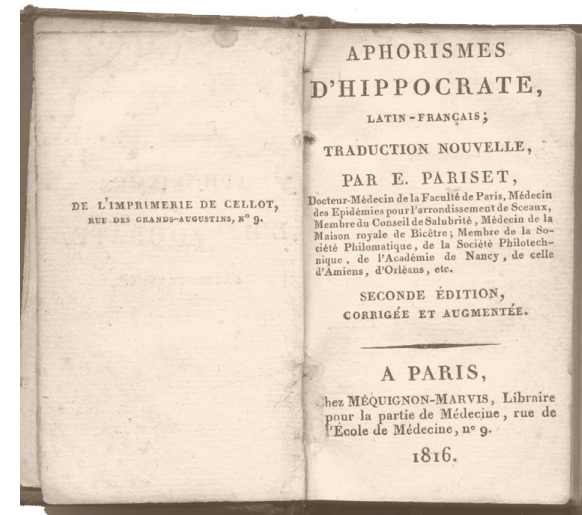 DE L'IMPRIMERIE DE CELLOT,
RUE DES GRANDS-AUGUSTINS, N° 9.
APHORISMES
D'HIPPOCRATE,
LATIN-FRANÇAIS;
TRADUCTION NOUVELLE,
PAR E. PARISET,
Docteur-Médecin de la Faculté de Paris, Médecin
des Epidémies pour l'arrondissement de Sceaux,
Membre du Conseil de Salubrité, Médecin de la
Maison royale de Bicêtre; Membre de la So-
ciété Philomatique, de la Société Philotech-
nique, de l'Académie de Nancy, de celle
d'Amiens, d'Orléans, etc.
SECONDE ÉDITION,
CORRIGÉE ET AUGMENTÉE.
A PARIS,
Chez MÉQUIGNON-MARVIS, Libraire
pour la partie de Médecine, rue de
l'École de Médecine, n° 9.
1816.